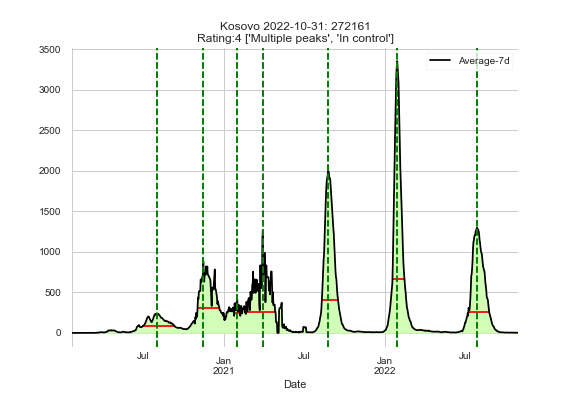 Kosovo 2022-10-31: 272161
Rating:4 ['Multiple peaks', 'In control']
Average-7d
3500
3000
2500
2000
1500
1000
500
0
Jul
Jan
2021
Jul
Jan
2022
Jul
Date